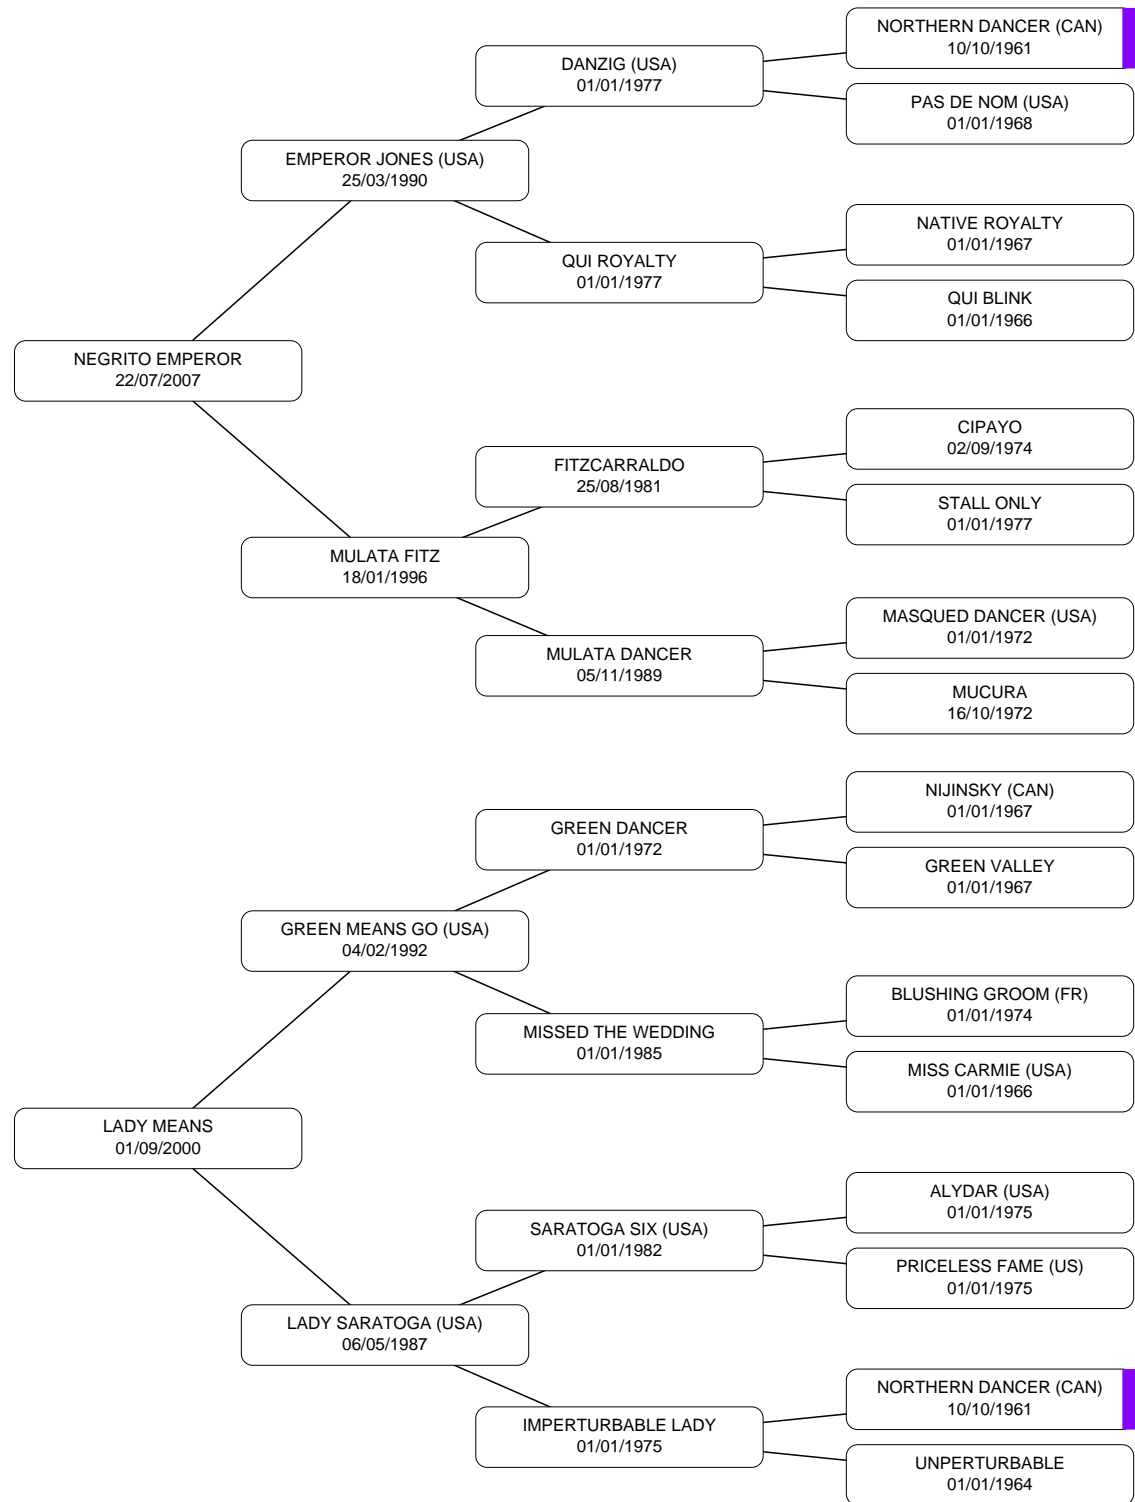 NORTHERN DANCER (CAN)
10/10/1961
DANZIG (USA)
01/01/1977
PAS DE NOM (USA)
01/01/1968
EMPEROR JONES (USA)
25/03/1990
NATIVE ROYALTY
01/01/1967
QUI ROYALTY
01/01/1977
QUI BLINK
01/01/1966
NEGRITO EMPEROR
22/07/2007
CIPAYO
02/09/1974
FITZCARRALDO
25/08/1981
STALL ONLY
01/01/1977
MULATA FITZ
18/01/1996
MASQUED DANCER (USA)
01/01/1972
MULATA DANCER
05/11/1989
MUCURA
16/10/1972
NIJINSKY (CAN)
01/01/1967
GREEN DANCER
01/01/1972
GREEN VALLEY
01/01/1967
GREEN MEANS GO (USA)
04/02/1992
BLUSHING GROOM (FR)
01/01/1974
MISSED THE WEDDING
01/01/1985
MISS CARMIE (USA)
01/01/1966
LADY MEANS
01/09/2000
ALYDAR (USA)
01/01/1975
SARATOGA SIX (USA)
01/01/1982
PRICELESS FAME (US)
01/01/1975
LADY SARATOGA (USA)
06/05/1987
NORTHERN DANCER (CAN)
10/10/1961
IMPERTURBABLE LADY
01/01/1975
UNPERTURBABLE
01/01/1964